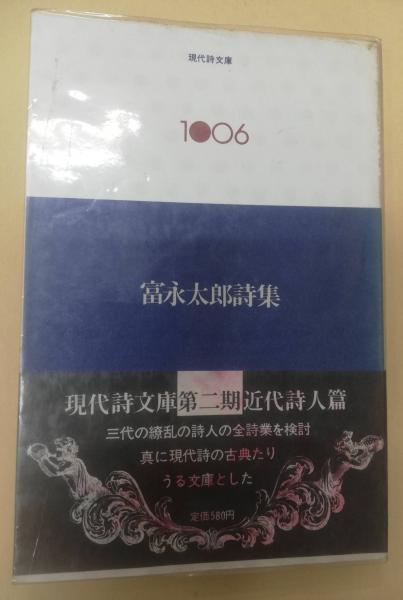 現代詩文庫
1006
富永太郎詩集
現代詩文庫第二期近代詩人篇
三代の繚乱の詩人の全詩業を検討
真に現代詩の古典たり
うる文庫とした
定価580円